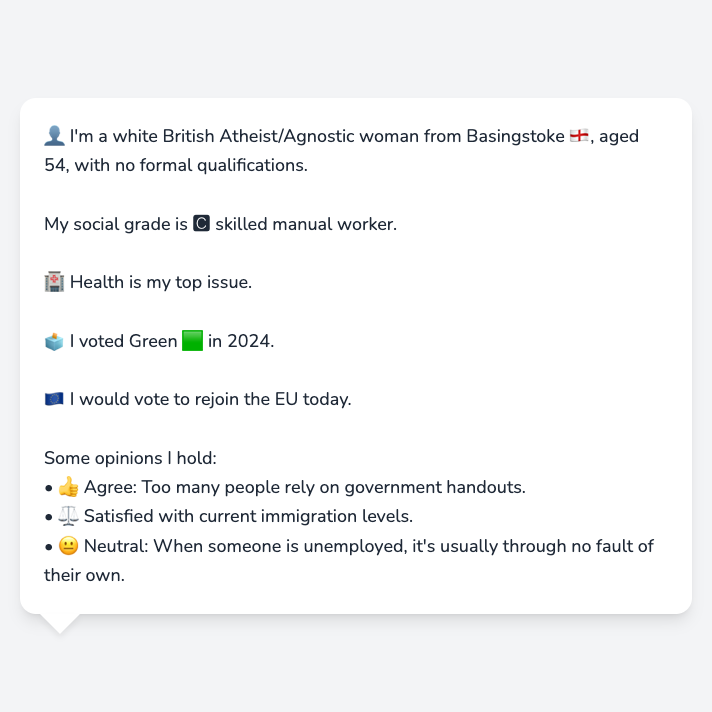 👤 I'm a white British Atheist/Agnostic woman from Basingstoke 🏴󠁧󠁢󠁥󠁮󠁧󠁿, aged
54, with no formal qualifications.
My social grade is 🅲 skilled manual worker.
🏥 Health is my top issue.
🗳️ I voted Green 🟩 in 2024.
🇪🇺 I would vote to rejoin the EU today.
Some opinions I hold:
• 👍 Agree: Too many people rely on government handouts.
• ⚖️ Satisfied with current immigration levels.
• 😐 Neutral: When someone is unemployed, it's usually through no fault of
their own.